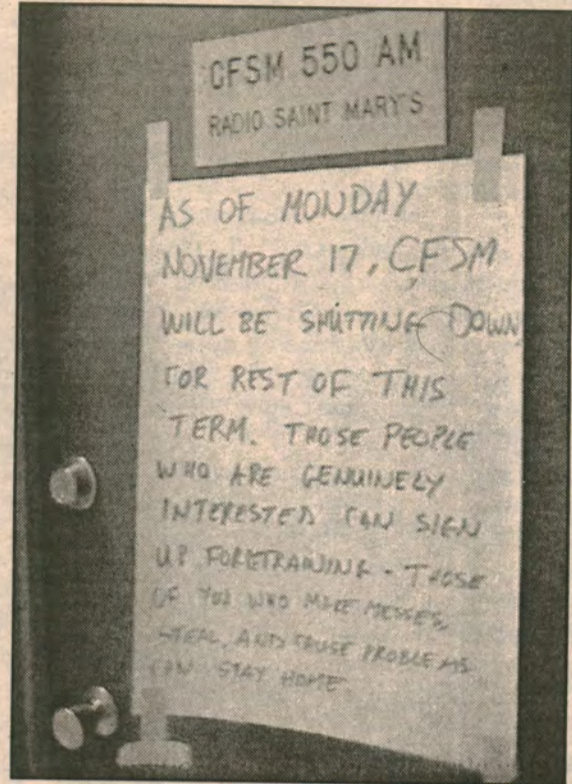 CFSM 550 AM
RADIO SAINT MARY'S
AS OF MONDAY
NOVEMBER 17, CFSM
WILL BE SHUTTING DOWN
FOR REST OF THIS
TERM. THOSE PEOPLE
WHO ARE GENUINELY
INTERESTED CAN SIGN
UP FORETRAINING - THOSE
OF YOU WHO MAKE MESSES,
STEAL, AND CAUSE PROBLEMS
CAN STAY HOME